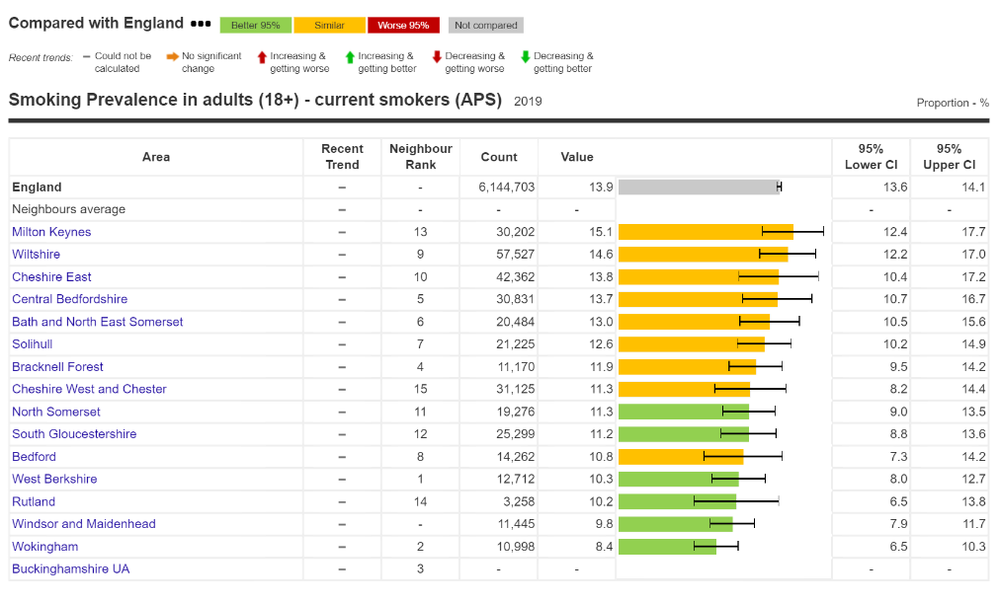 Compared with England ●●● Better 95% Similar Worse 95% Not compared
Recent trends: – Could not be calculated No significant change Increasing & getting worse Increasing & getting better Decreasing & getting worse Decreasing & getting better
Smoking Prevalence in adults (18+) - current smokers (APS) 2019
Proportion - %
Area Recent Trend Neighbour Rank Count Value 95% Lower CI 95% Upper CI
England – - 6,144,703 13.9 13.6 14.1
Neighbours average – - - - - -
Milton Keynes – 13 30,202 15.1 12.4 17.7
Wiltshire – 9 57,527 14.6 12.2 17.0
Cheshire East – 10 42,362 13.8 10.4 17.2
Central Bedfordshire – 5 30,831 13.7 10.7 16.7
Bath and North East Somerset – 6 20,484 13.0 10.5 15.6
Solihull – 7 21,225 12.6 10.2 14.9
Bracknell Forest – 4 11,170 11.9 9.5 14.2
Cheshire West and Chester – 15 31,125 11.3 8.2 14.4
North Somerset – 11 19,276 11.3 9.0 13.5
South Gloucestershire – 12 25,299 11.2 8.8 13.6
Bedford – 8 14,262 10.8 7.3 14.2
West Berkshire – 1 12,712 10.3 8.0 12.7
Rutland – 14 3,258 10.2 6.5 13.8
Windsor and Maidenhead – - 11,445 9.8 7.9 11.7
Wokingham – 2 10,998 8.4 6.5 10.3
Buckinghamshire UA – 3 - - - -